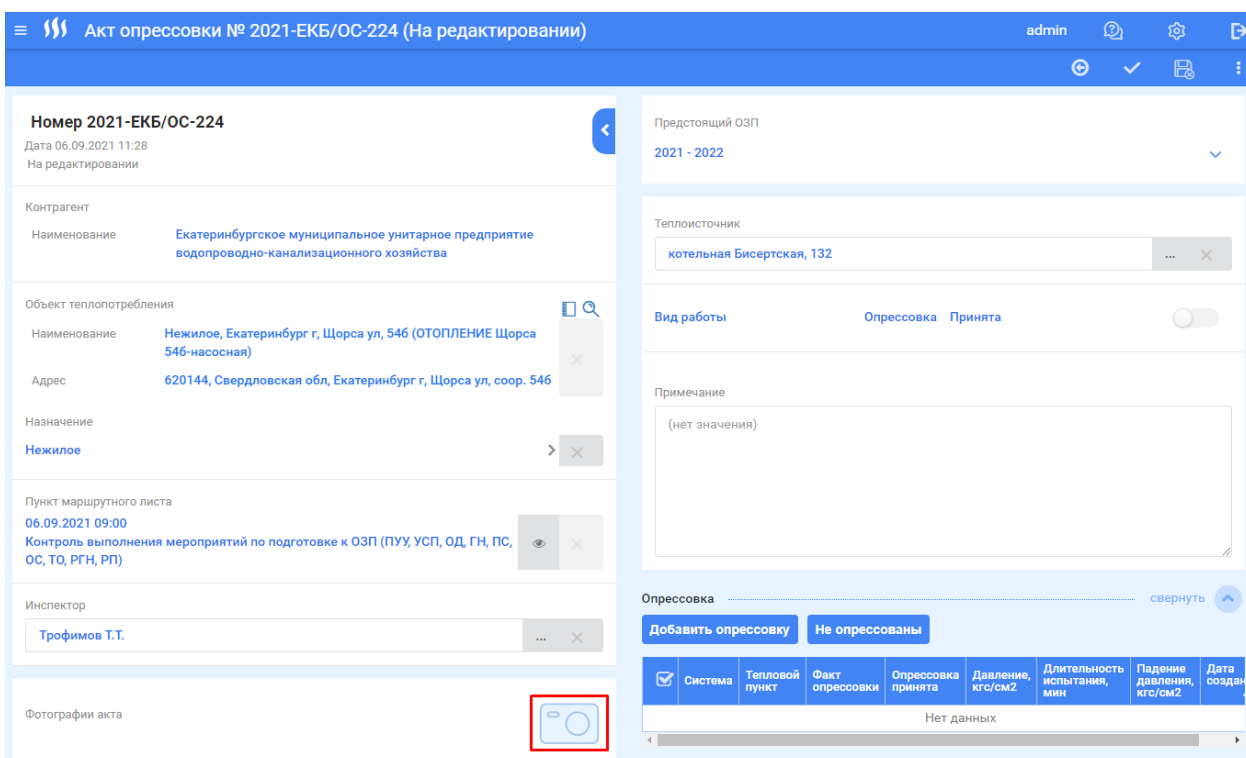 Акт опрессовки № 2021-ЕКБ/ОС-224 (На редактировании)
admin
Номер 2021-ЕКБ/ОС-224
Дата 06.09.2021 11:28
На редактировании
Контрагент
Наименование
Екатеринбургское муниципальное унитарное предприятие
водопроводно-канализационного хозяйства
Объект теплопотребления
Наименование
Нежилое, Екатеринбург г, Щорса ул, 54б (ОТОПЛЕНИЕ Щорса
54б-насосная)
Адрес
620144, Свердловская обл, Екатеринбург г, Щорса ул, соор. 54б
Назначение
Нежилое
Пункт маршрутного листа
06.09.2021 09:00
Контроль выполнения мероприятий по подготовке к ОЗП (ПУУ, УСП, ОД, ГН, ПС,
ОС, ТО, РГН, РП)
Инспектор
Трофимов Т.Т.
...
Фотографии акта
Предстоящий ОЗП
2021 - 2022
Теплоисточник
котельная Бисертская, 132
...
Вид работы
Опрессовка Принята
Примечание
(нет значения)
Опрессовка
свернуть
Добавить опрессовку
Не опрессованы
Система
Тепловой
пункт
Факт
опрессовки
Опрессовка
принята
Давление,
кгс/см2
Длительность
испытания,
мин
Падение
давления,
кгс/см2
Дата
создан
Нет данных